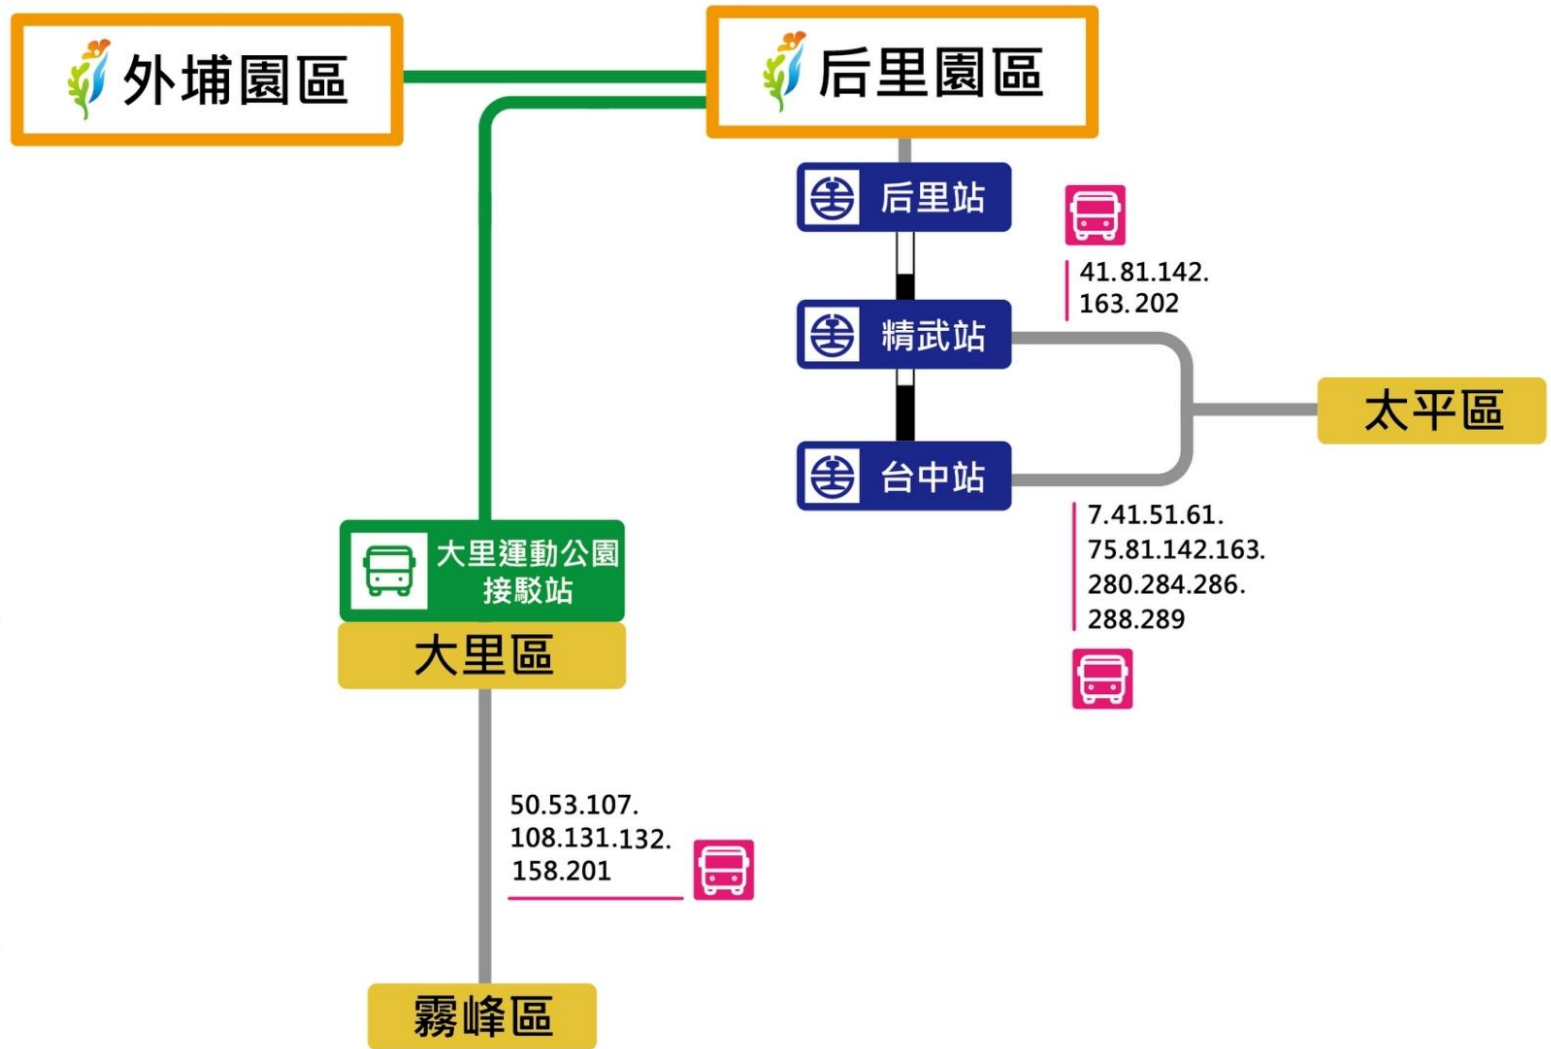 外埔園區
后里園區
后里站
41.81.142.
163.202
精武站
太平區
台中站
7.41.51.61.
75.81.142.163.
280.284.286.
288.289
大里運動公園
接駁站
大里區
50.53.107.
108.131.132.
158.201
霧峰區